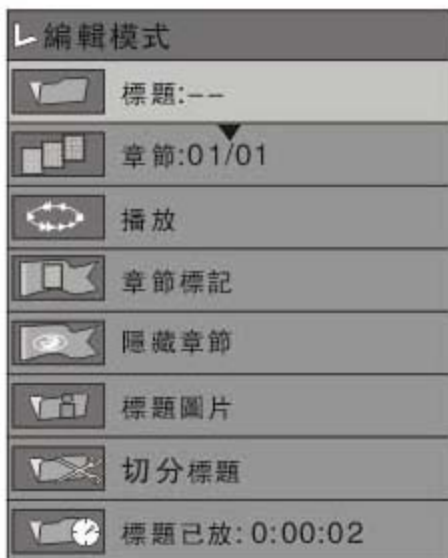 編輯模式
標題:--
章節:01/01
播放
章節標記
隱藏章節
標題圖片
切分標題
標題已放: 0:00:02